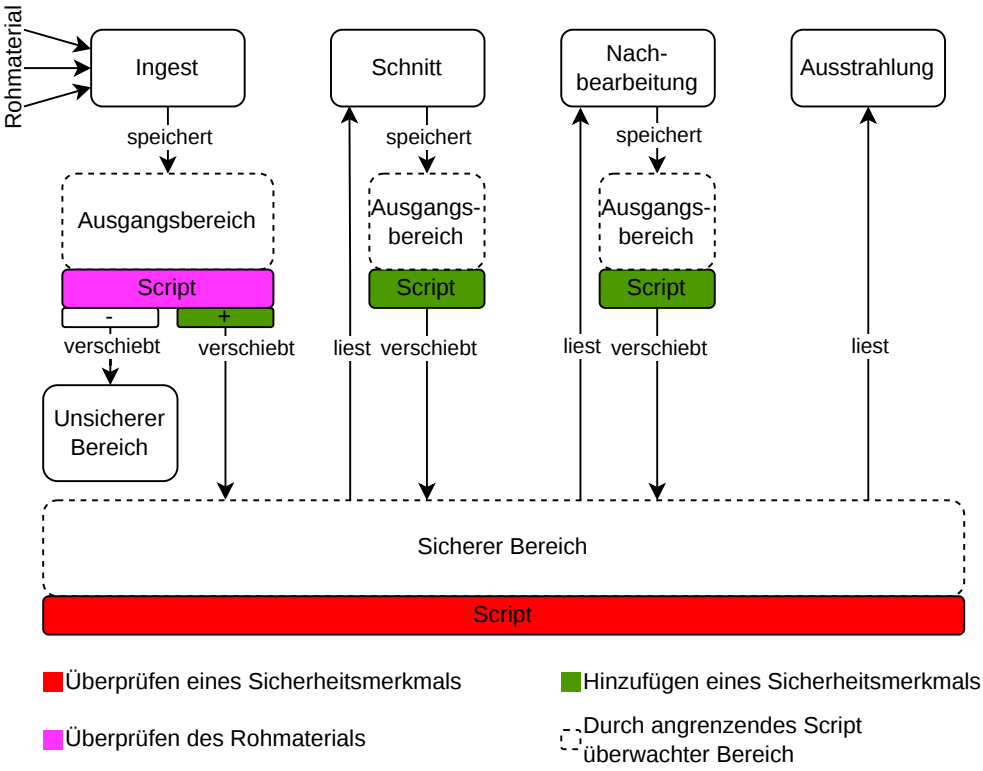 Rohmaterial
Ingest
Schnitt
Nach-
bearbeitung
Ausstrahlung
speichert
speichert
speichert
Ausgangsbereich
Ausgangs-
bereich
Ausgangs-
bereich
Script
Script
Script
-
+
verschiebt
verschiebt
liest
verschiebt
liest
verschiebt
liest
Unsicherer
Bereich
Sicherer Bereich
Script
Überprüfen eines Sicherheitsmerkmals
Hinzufügen eines Sicherheitsmerkmals
Überprüfen des Rohmaterials
Durch angrenzendes Script
überwachter Bereich